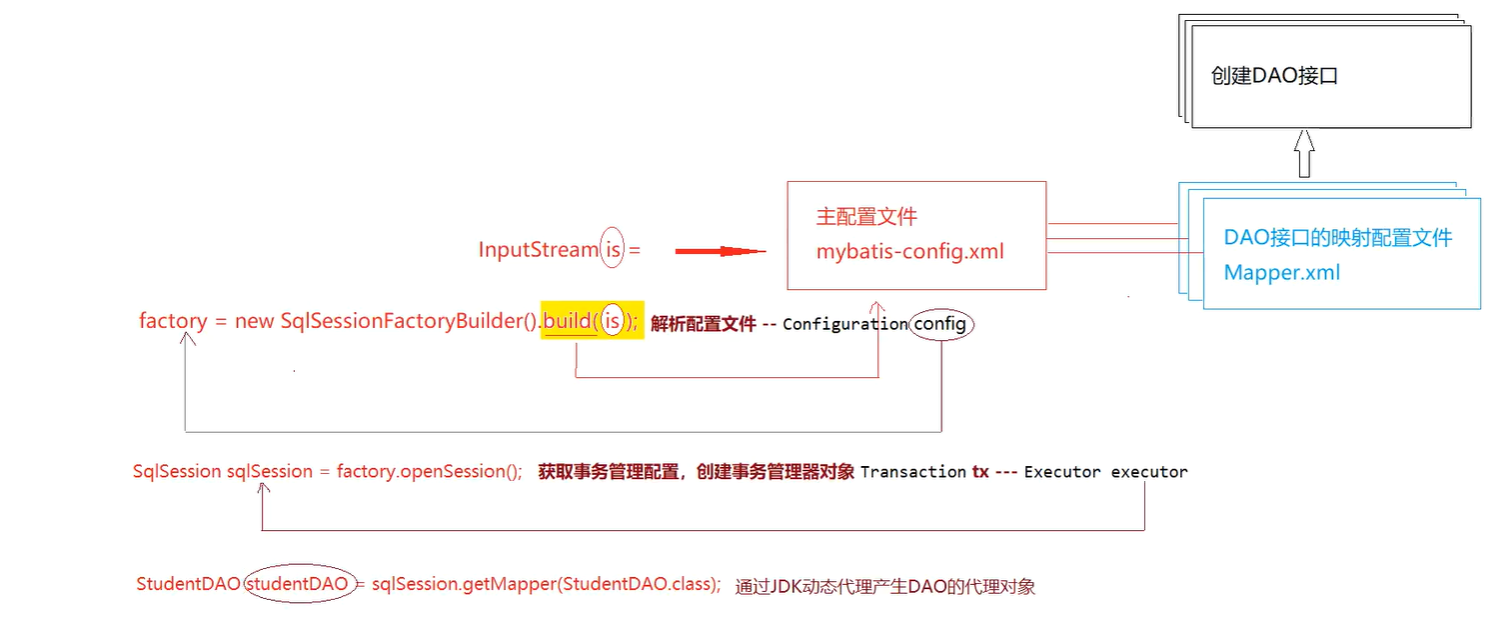 创建DAO接口
主配置文件
mybatis-config.xml
DAO接口的映射配置文件
Mapper.xml
InputStream is =
factory = new SqlSessionFactoryBuilder().build( is ); 解析配置文件 -- Configuration config
SqlSession sqlSession = factory.openSession(); 获取事务管理配置，创建事务管理器对象 Transaction tx --- Executor executor
StudentDAO studentDAO = sqlSession.getMapper(StudentDAO.class); 通过JDK动态代理产生DAO的代理对象